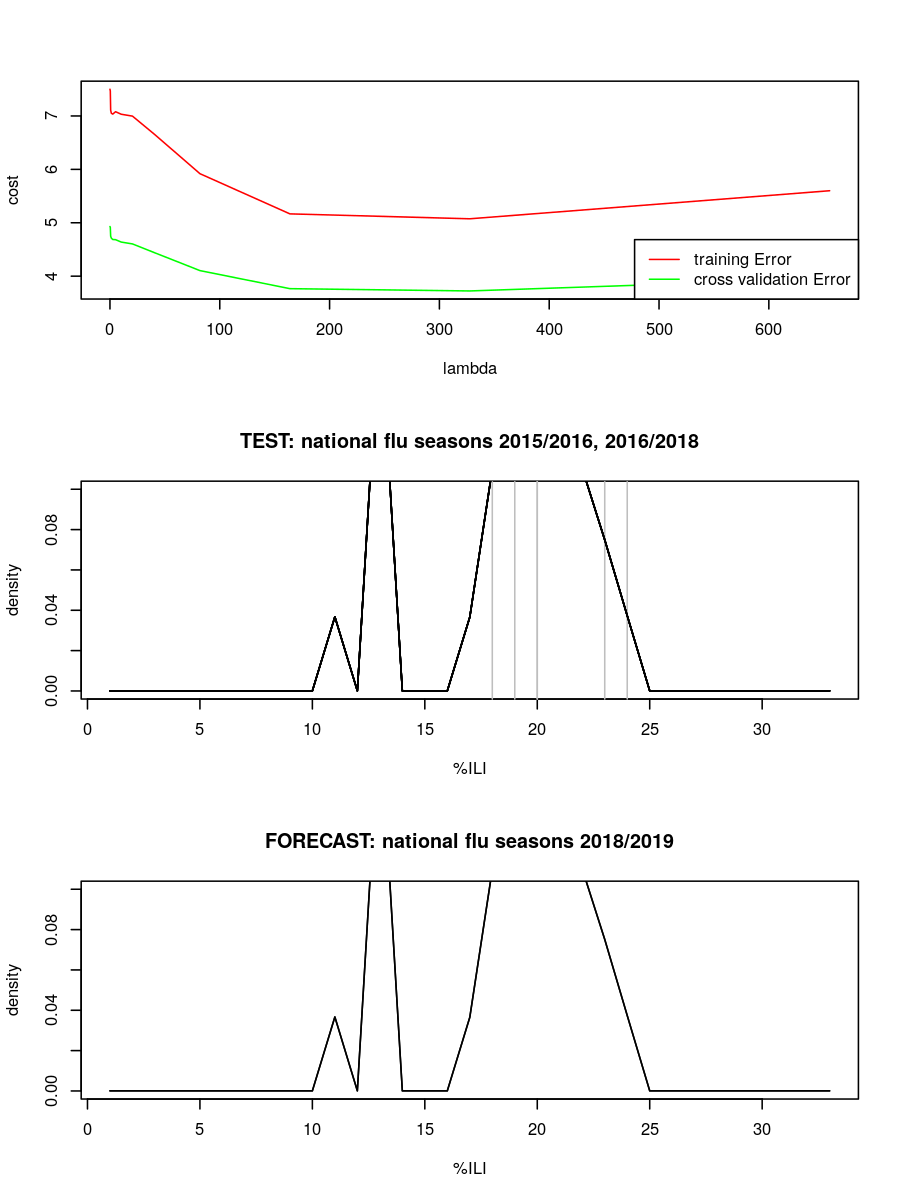 7
6
5
4
cost
training Error
cross validation Error
0 100 200 300 400 500 600
lambda
TEST: national flu seasons 2015/2016, 2016/2018
0.08
0.04
0.00
density
0 5 10 15 20 25 30
%ILI
FORECAST: national flu seasons 2018/2019
0.08
0.04
0.00
density
0 5 10 15 20 25 30
%ILI